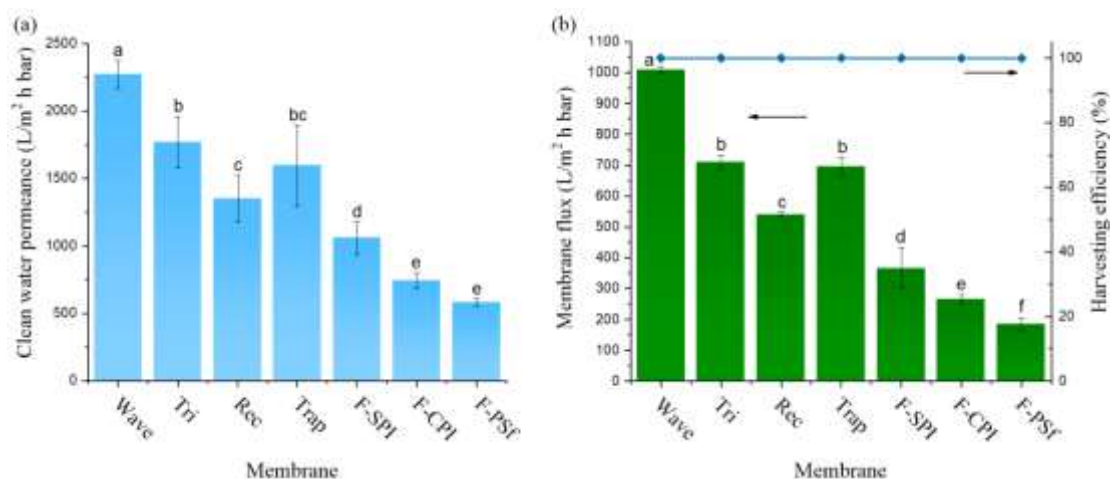 (a)
Clean water permeance (L/m² h bar)
2500
2000
1500
1000
500
0
a
b
c
bc
d
e
e
Wave
Tri
Rec
Trap
F-SPI
F-CPI
F-PSf
Membrane
(b)
Membrane flux (L/m² h bar)
1100
1000
900
800
700
600
500
400
300
200
100
0
a
b
c
b
d
e
f
Wave
Tri
Rec
Trap
F-SPI
F-CPI
F-PSf
Membrane
100
80
60
40
20
0
Harvesting efficiency (%)